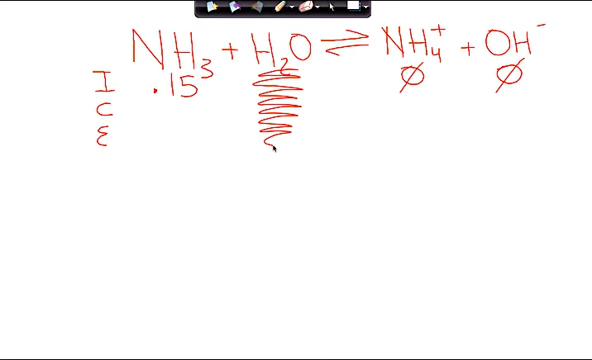 NH₃ + H₂O ⇌ NH₄⁺ + OH⁻
I .15 Ø Ø
C
E